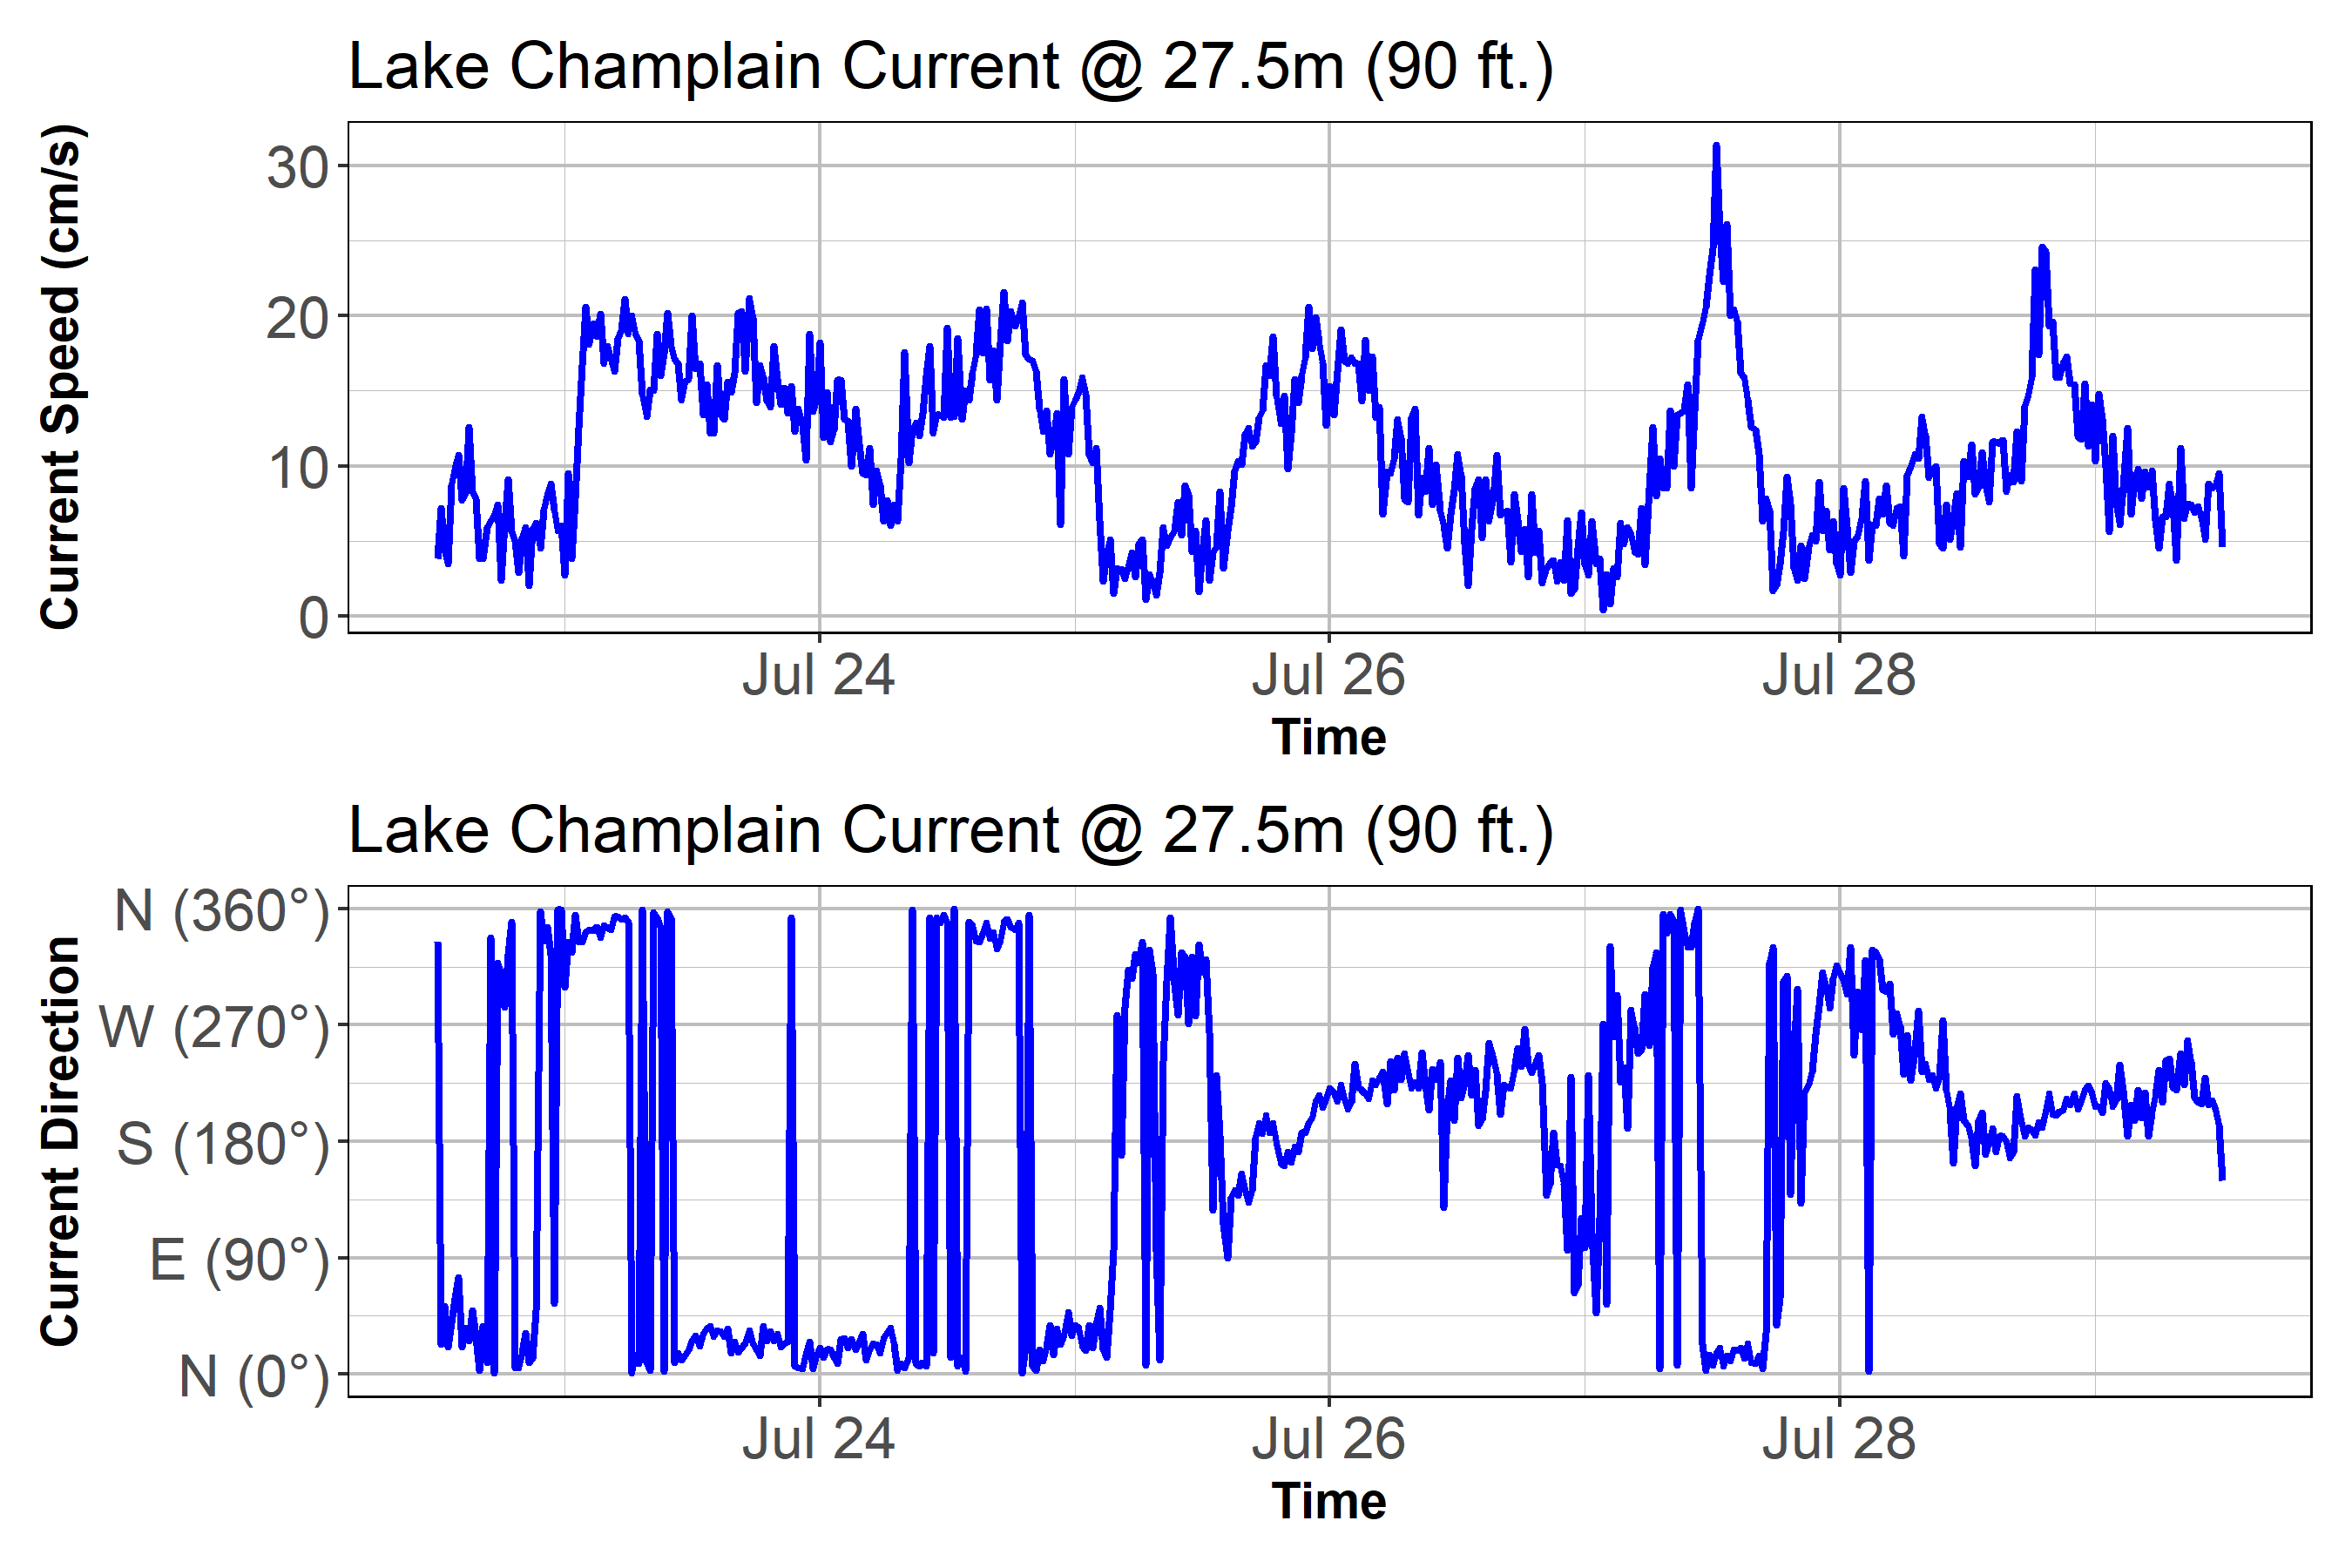 Lake Champlain Current @ 27.5m (90 ft.)
Current Speed (cm/s)
30
20
10
0
Jul 24 Jul 26 Jul 28
Time
Lake Champlain Current @ 27.5m (90 ft.)
Current Direction
N (360°)
W (270°)
S (180°)
E (90°)
N (0°)
Jul 24 Jul 26 Jul 28
Time